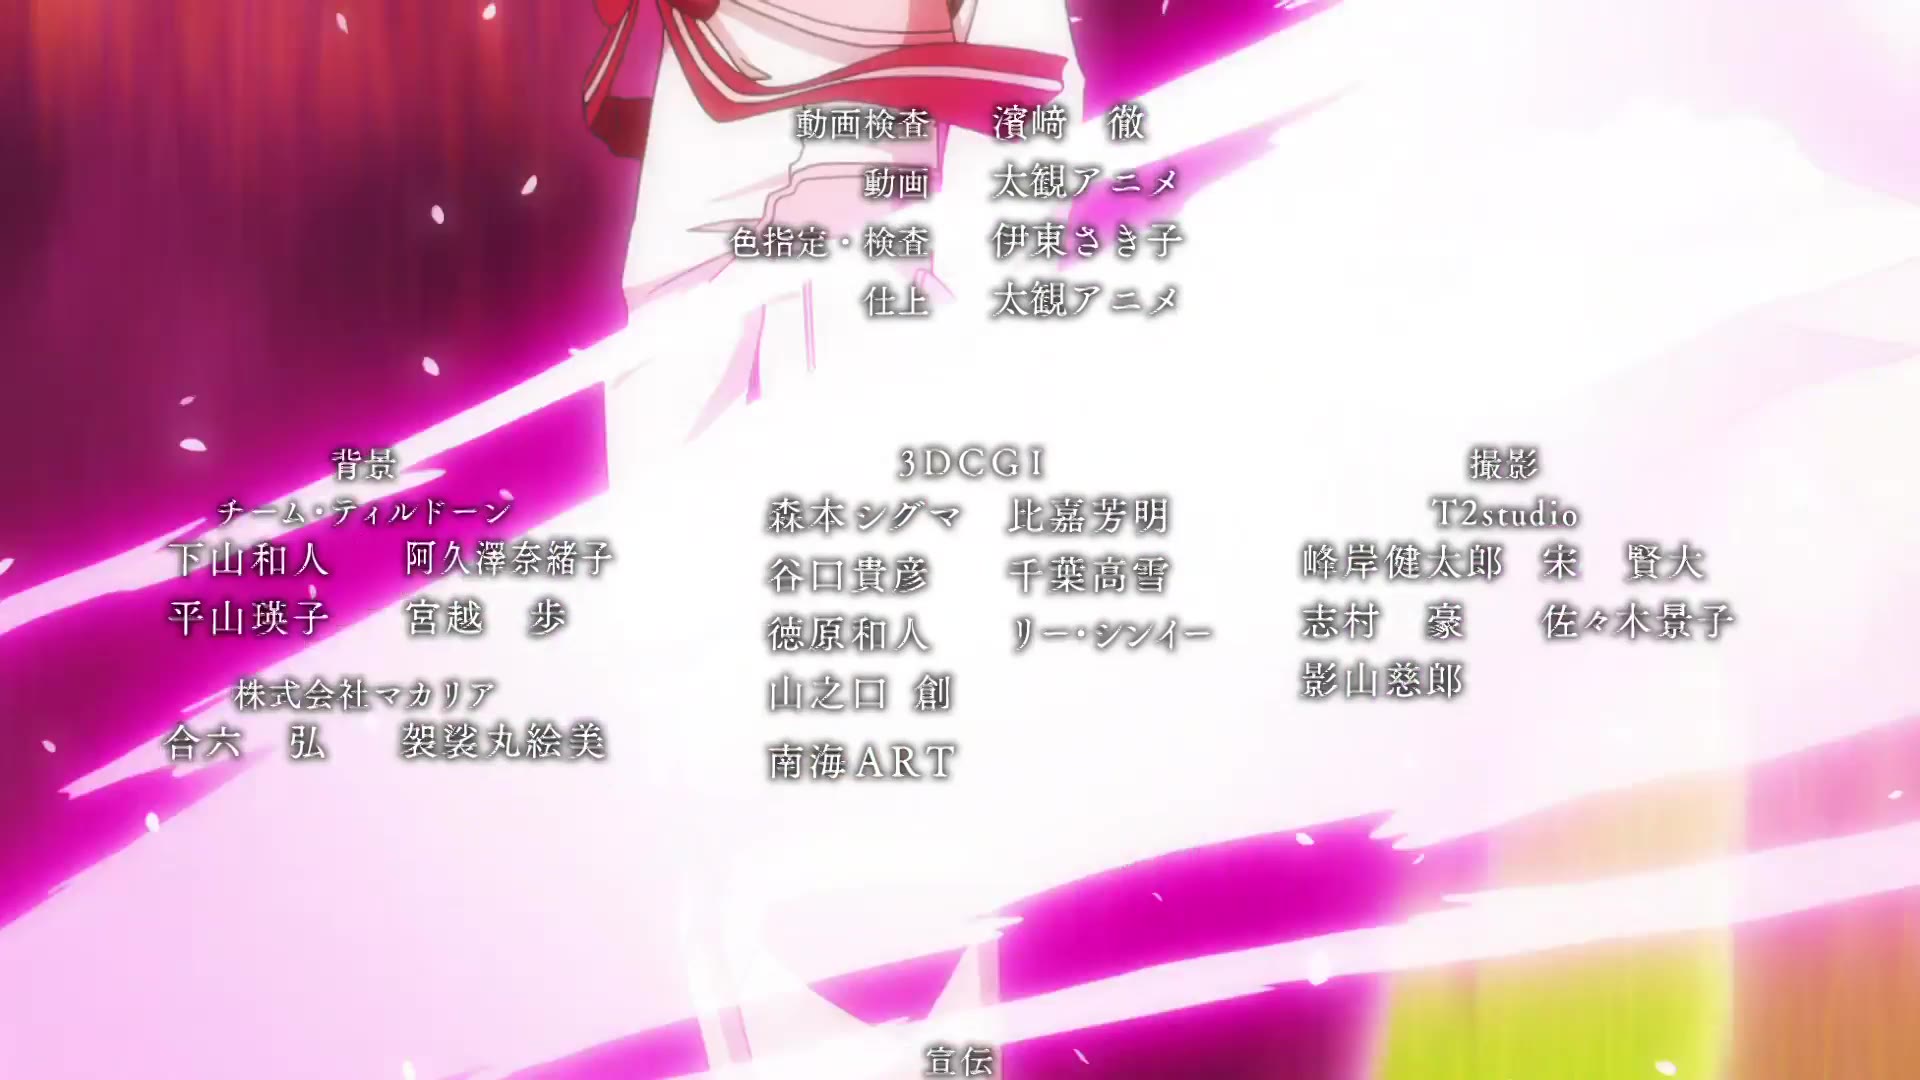 動画検査 濱﨑 徹
動画 太観アニメ
色指定・検査 伊東さき子
仕上 太観アニメ
背景
チーム・ティルドーン
下山和人 阿久澤奈緒子
平山瑛子 宮越 歩
株式会社マカリア
合六 弘 袈裟丸絵美
3DCGI
森本シグマ 比嘉芳明
谷口貴彦 千葉高雪
徳原和人 リー・シンイー
山之口 創
南海ART
撮影
T2studio
峰岸健太郎 宋 賢大
志村 豪 佐々木景子
影山慈郎
宣伝